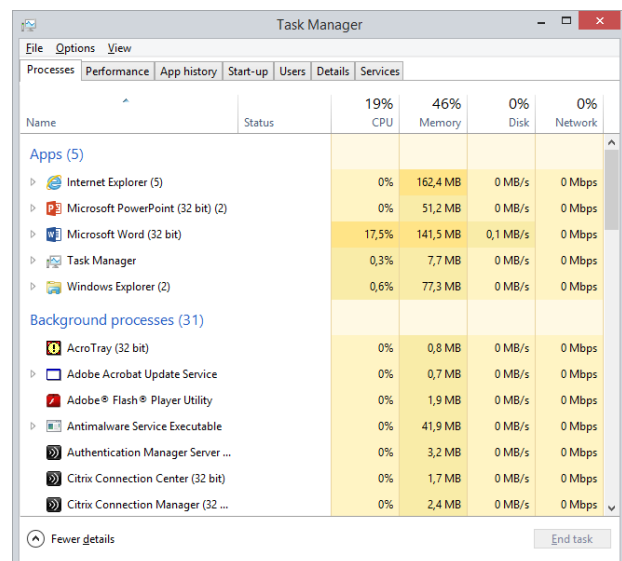 Task Manager
File Options View
Processes Performance App history Start-up Users Details Services
19% 46% 0% 0%
Name Status CPU Memory Disk Network
Apps (5)
Internet Explorer (5) 0% 162,4 MB 0 MB/s 0 Mbps
Microsoft PowerPoint (32 bit) (2) 0% 51,2 MB 0 MB/s 0 Mbps
Microsoft Word (32 bit) 17,5% 141,5 MB 0,1 MB/s 0 Mbps
Task Manager 0,3% 7,7 MB 0 MB/s 0 Mbps
Windows Explorer (2) 0,6% 77,3 MB 0 MB/s 0 Mbps
Background processes (31)
AcroTray (32 bit) 0% 0,8 MB 0 MB/s 0 Mbps
Adobe Acrobat Update Service 0% 0,7 MB 0 MB/s 0 Mbps
Adobe® Flash® Player Utility 0% 1,9 MB 0 MB/s 0 Mbps
Antimalware Service Executable 0% 41,9 MB 0 MB/s 0 Mbps
Authentication Manager Server ... 0% 3,2 MB 0 MB/s 0 Mbps
Citrix Connection Center (32 bit) 0% 1,7 MB 0 MB/s 0 Mbps
Citrix Connection Manager (32 ... 0% 2,4 MB 0 MB/s 0 Mbps
Fewer details End task